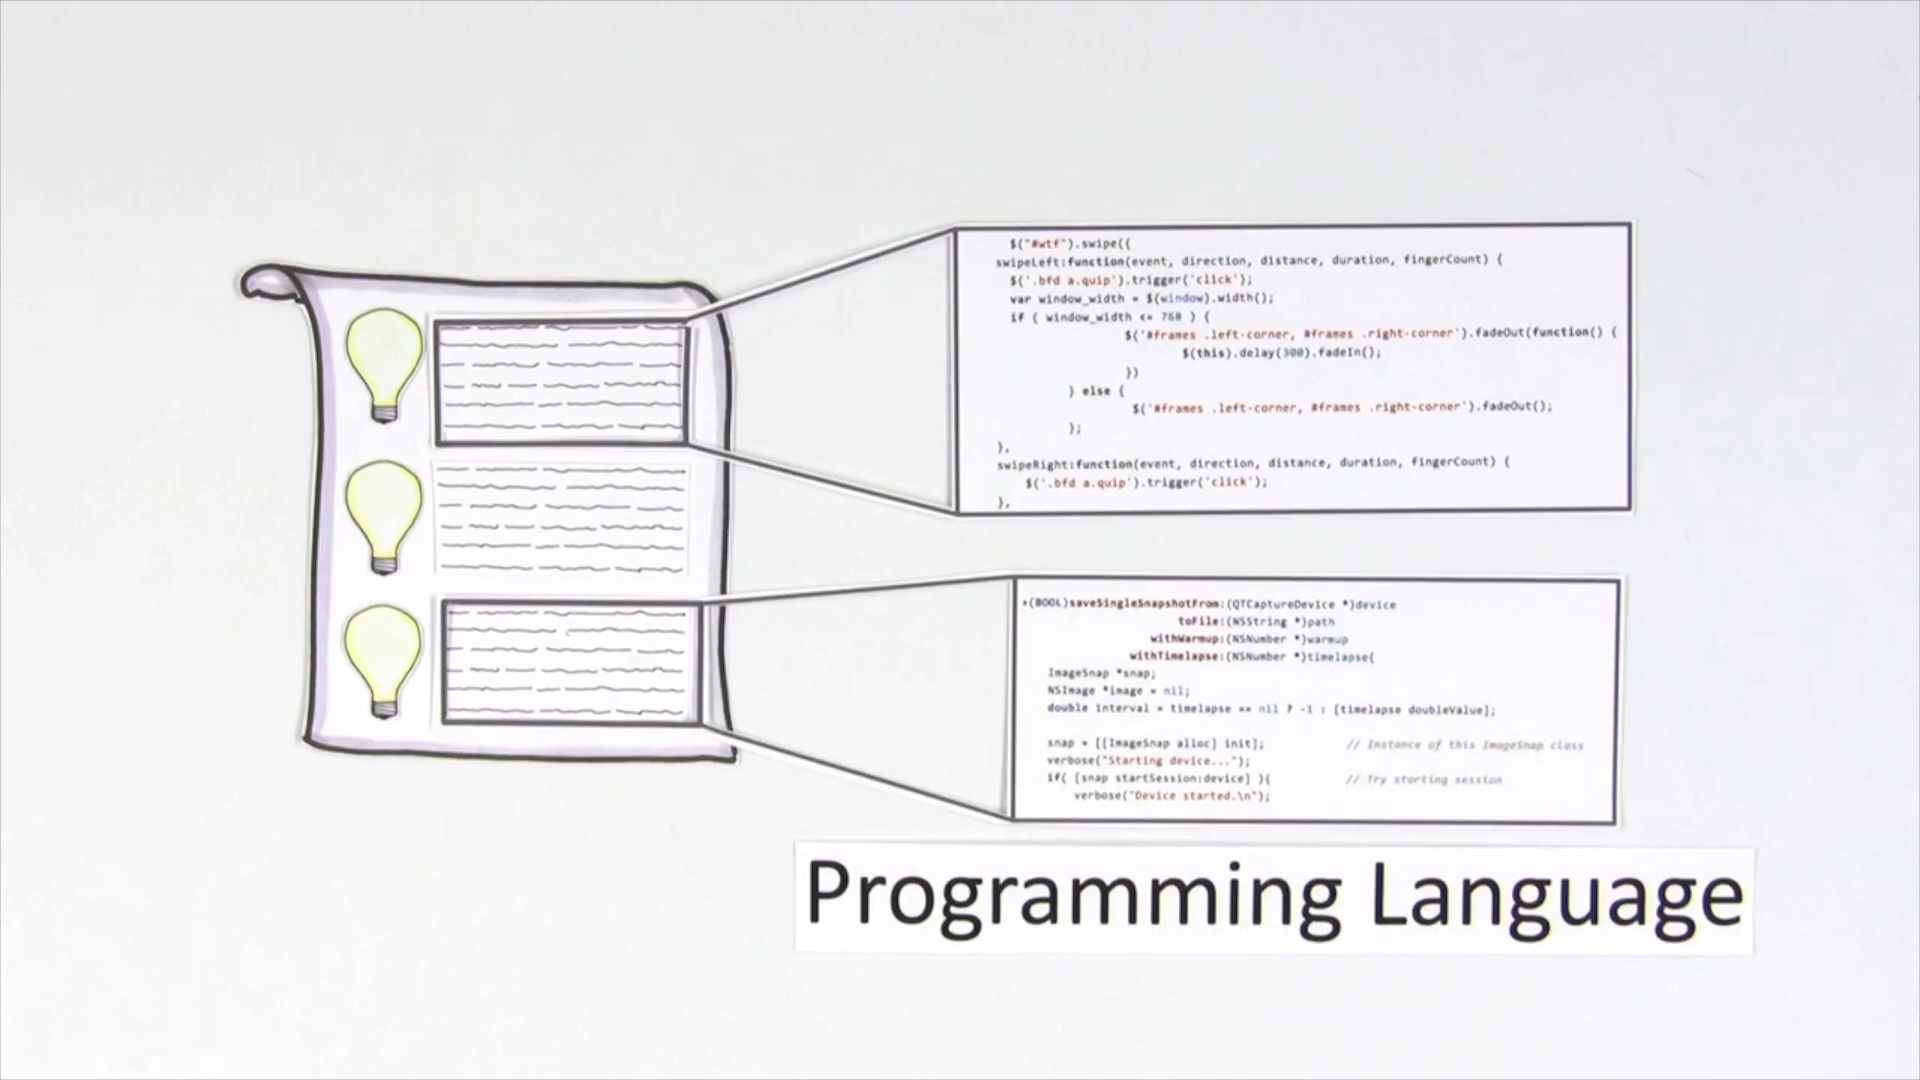 $("#wtf").swipe({
swipeLeft:function(event, direction, distance, duration, fingerCount) {
$('.bfd a.quip').trigger('click');
var window_width = $(window).width();
if ( window_width <= 768 ) {
$('#frames .left-corner, #frames .right-corner').fadeOut(function() {
$(this).delay(300).fadeIn();
})
} else {
$('#frames .left-corner, #frames .right-corner').fadeOut();
};
},
swipeRight:function(event, direction, distance, duration, fingerCount) {
$('.bfd a.quip').trigger('click');
},
+(BOOL)saveSingleSnapshotFrom:(QTCaptureDevice *)device
toFile:(NSString *)path
withWarmup:(NSNumber *)warmup
withTimelapse:(NSNumber *)timelapse{
ImageSnap *snap;
NSImage *image = nil;
double interval = timelapse == nil ? -1 : [timelapse doubleValue];
snap = [[ImageSnap alloc] init]; // Instance of this ImageSnap class
verbose("Starting device...");
if( [snap startSession:device] ){ // Try starting session
verbose("Device started.\n");
Programming Language